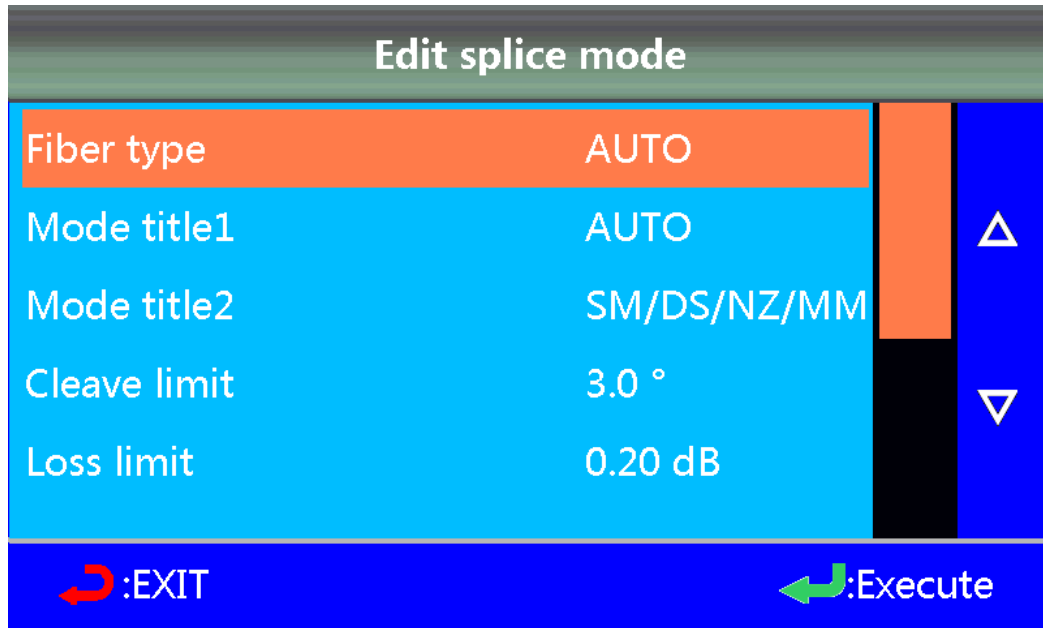 Edit splice mode
Fiber type AUTO
Mode title1 AUTO
Mode title2 SM/DS/NZ/MM
Cleave limit 3.0 °
Loss limit 0.20 dB
:EXIT :Execute